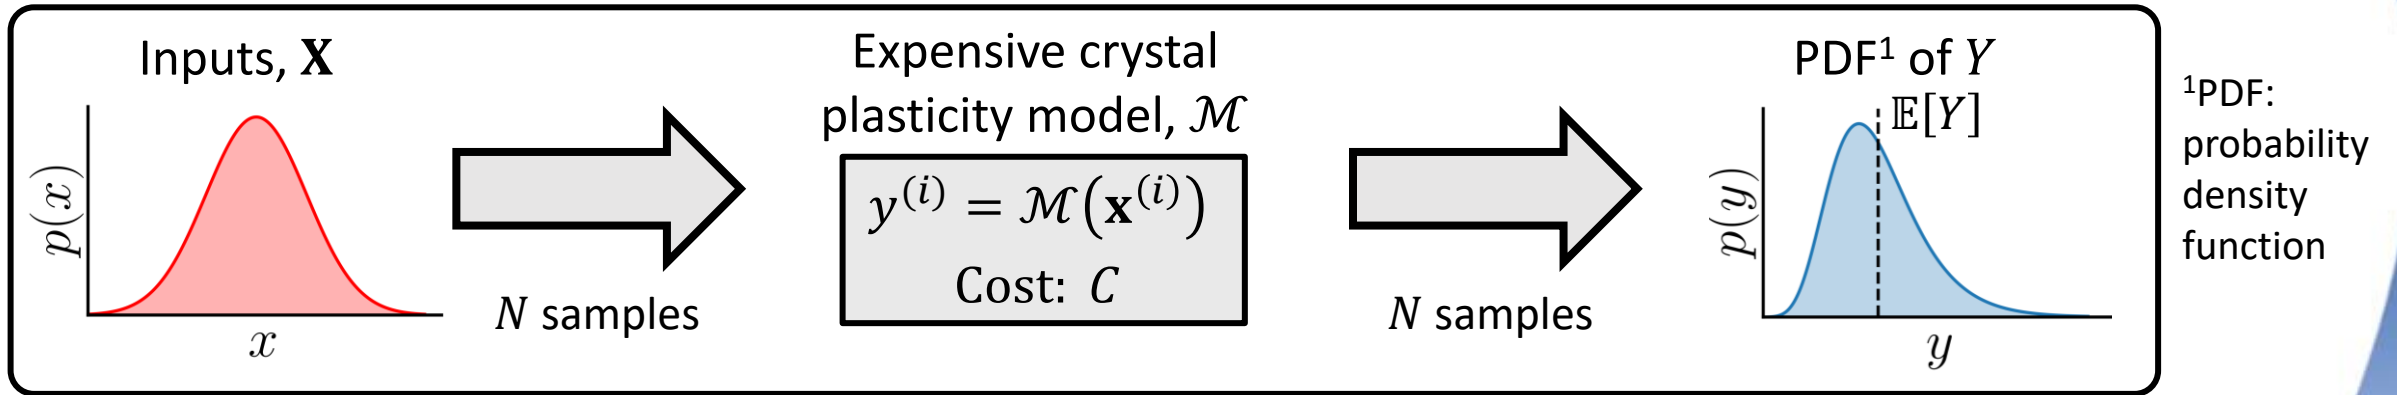 Inputs, 𝐗
p(x)
x
N samples
Expensive crystal
plasticity model, ℳ
y⁽ⁱ⁾ = ℳ(𝐱⁽ⁱ⁾)
Cost: C
N samples
PDF¹ of Y
𝔼[Y]
p(y)
y
¹PDF:
probability
density
function